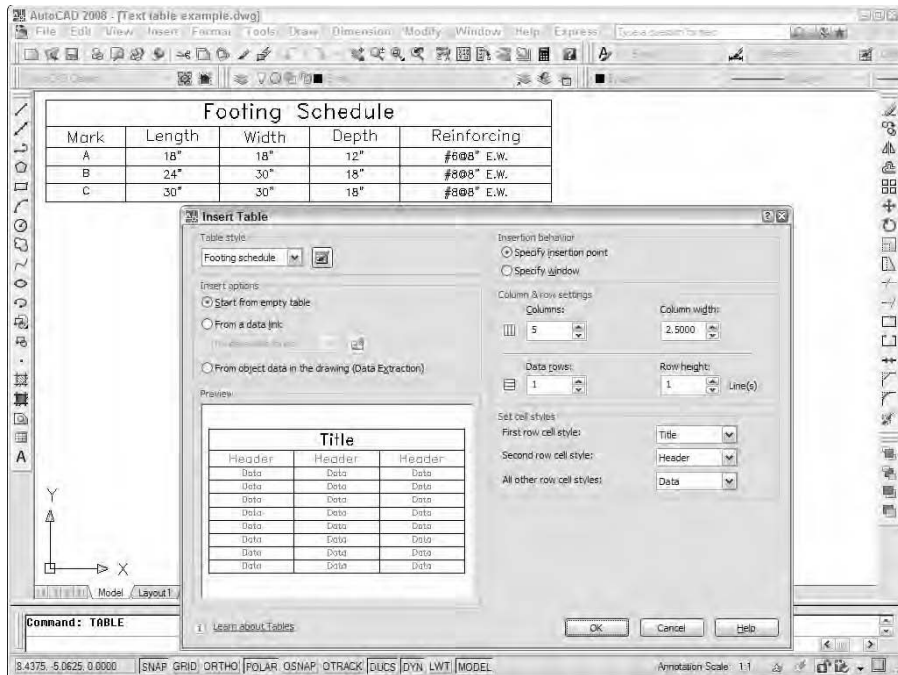 AutoCAD 2008 - [Text table example.dwg]
File Edit View Insert Format Tools Draw Dimension Modify Window Help Express
Footing Schedule
Mark Length Width Depth Reinforcing
A 18" 18" 12" #6@8" E.W.
B 24" 30" 18" #8@8" E.W.
C 30" 30" 18" #8@8" E.W.
Insert Table
Table style
Footing schedule
Insert options
Start from empty table
From a data link
From object data in the drawing (Data Extraction)
Preview
Title
Header Header Header
Data Data Data
Data Data Data
Data Data Data
Data Data Data
Data Data Data
Data Data Data
Data Data Data
Data Data Data
Learn about Tables
Insertion behavior
Specify insertion point
Specify window
Column & row settings
Columns: Column width:
5 2.5000
Data rows: Row height:
1 1 Line(s)
Set cell styles
First row cell style: Title
Second row cell style: Header
All other row cell styles: Data
OK Cancel Help
Y
X
A
Model Layout1
Command: TABLE
8.4375, -5.0625, 0.0000 SNAP GRID ORTHO POLAR OSNAP OTRACK DUCS DYN LWT MODEL Annotation Scale: 1:1